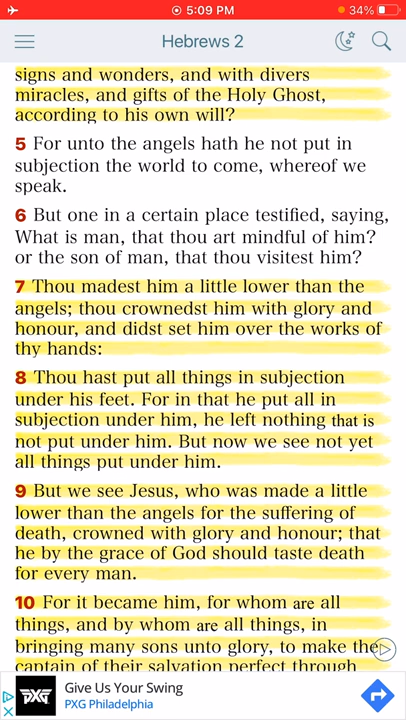 5:09 PM
34%
Hebrews 2
signs and wonders, and with divers
miracles, and gifts of the Holy Ghost,
according to his own will?
5 For unto the angels hath he not put in
subjection the world to come, whereof we
speak.
6 But one in a certain place testified, saying,
What is man, that thou art mindful of him?
or the son of man, that thou visitest him?
7 Thou madest him a little lower than the
angels; thou crownedst him with glory and
honour, and didst set him over the works of
thy hands:
8 Thou hast put all things in subjection
under his feet. For in that he put all in
subjection under him, he left nothing that is
not put under him. But now we see not yet
all things put under him.
9 But we see Jesus, who was made a little
lower than the angels for the suffering of
death, crowned with glory and honour; that
he by the grace of God should taste death
for every man.
10 For it became him, for whom are all
things, and by whom are all things, in
bringing many sons unto glory, to make the
captain of their salvation perfect through
PXG
Give Us Your Swing
PXG Philadelphia